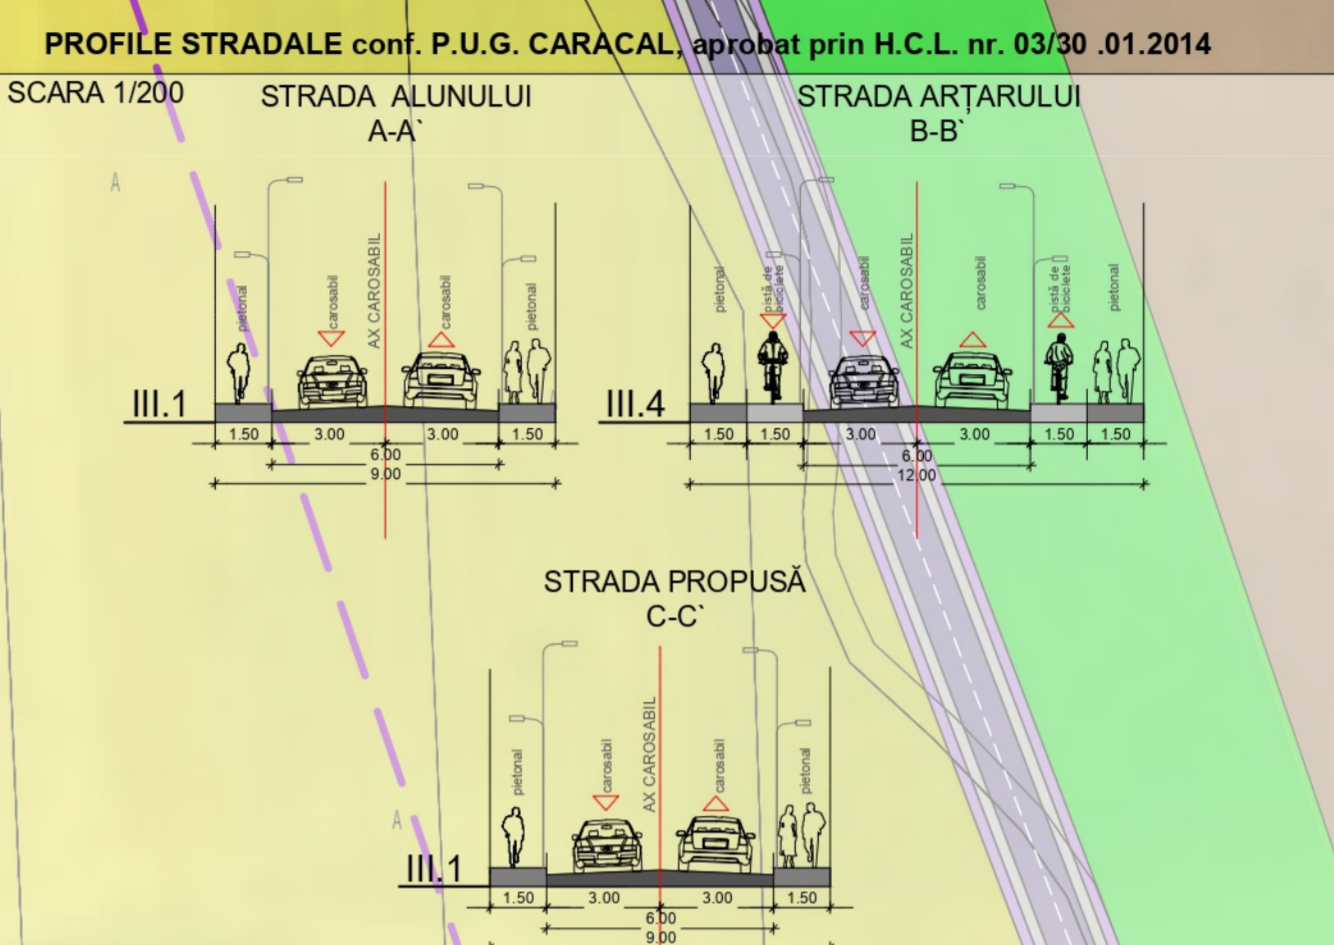 PROFILE STRADALE conf. P.U.G. CARACAL, aprobat prin H.C.L. nr. 03/30 .01.2014
SCARA 1/200
STRADA ALUNULUI
A-A`
A
pietonal
carosabil
AX CAROSABIL
carosabil
pietonal
III.1
1.50 3.00 3.00 1.50
6.00
9.00
STRADA ARȚARULUI
B-B`
pietonal
pistă de
biciclete
carosabil
AX CAROSABIL
carosabil
pistă de
biciclete
pietonal
III.4
1.50 1.50 3.00 3.00 1.50 1.50
6.00
12.00
STRADA PROPUSĂ
C-C`
A
pietonal
carosabil
AX CAROSABIL
carosabil
pietonal
III.1
1.50 3.00 3.00 1.50
6.00
9.00